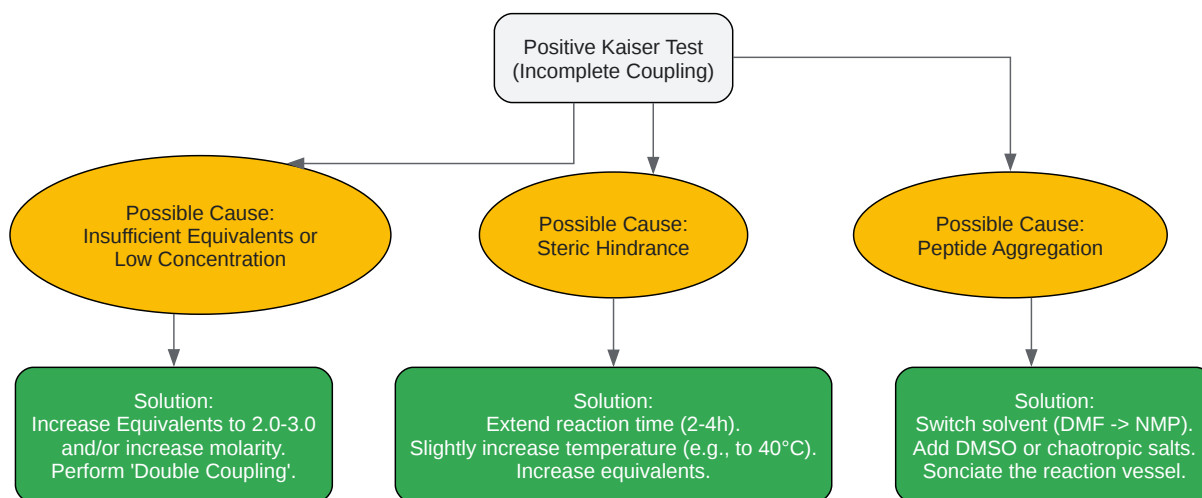 Positive Kaiser Test
(Incomplete Coupling)
Possible Cause:
Insufficient Equivalents or
Low Concentration
Possible Cause:
Steric Hindrance
Possible Cause:
Peptide Aggregation
Solution:
Increase Equivalents to 2.0-3.0
and/or increase molarity.
Perform 'Double Coupling'.
Solution:
Extend reaction time (2-4h).
Slightly increase temperature (e.g., to 40°C).
Increase equivalents.
Solution:
Switch solvent (DMF -> NMP).
Add DMSO or chaotropic salts.
Sonciate the reaction vessel.